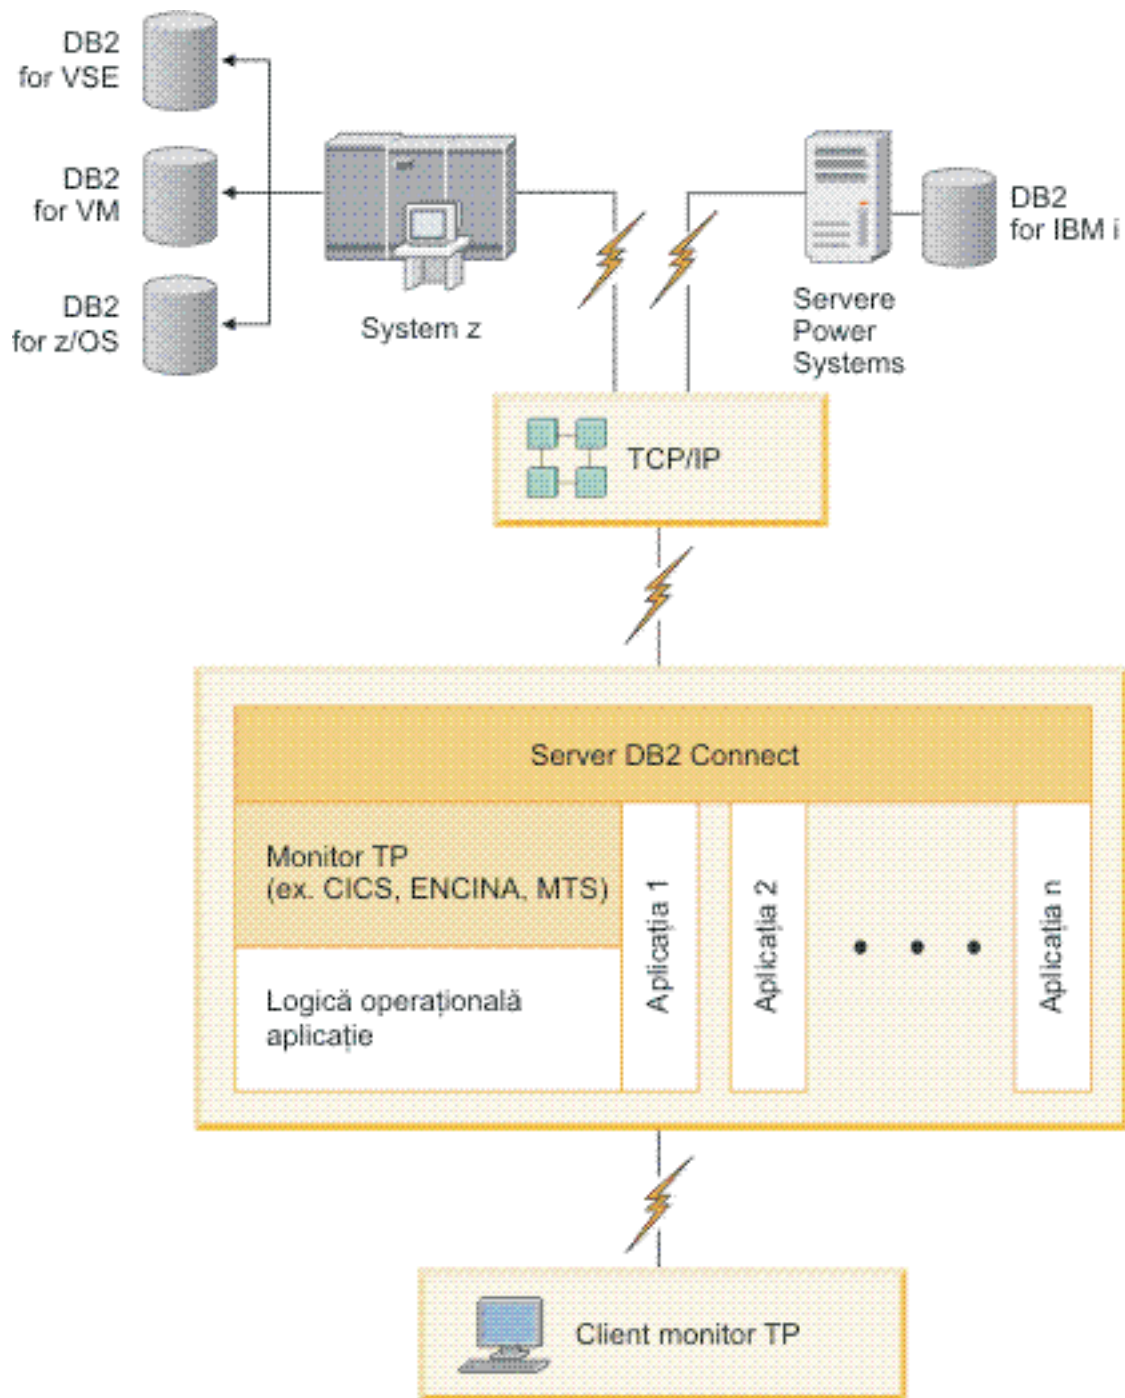 DB2
for VSE
DB2
for VM
DB2
for z/OS
System z
Servere
Power
Systems
DB2
for IBM i
TCP/IP
Server DB2 Connect
Monitor TP
(ex. CICS, ENCINA, MTS)
Logică operațională
aplicație
Aplicația 1
Aplicația 2
Aplicația n
Client monitor TP